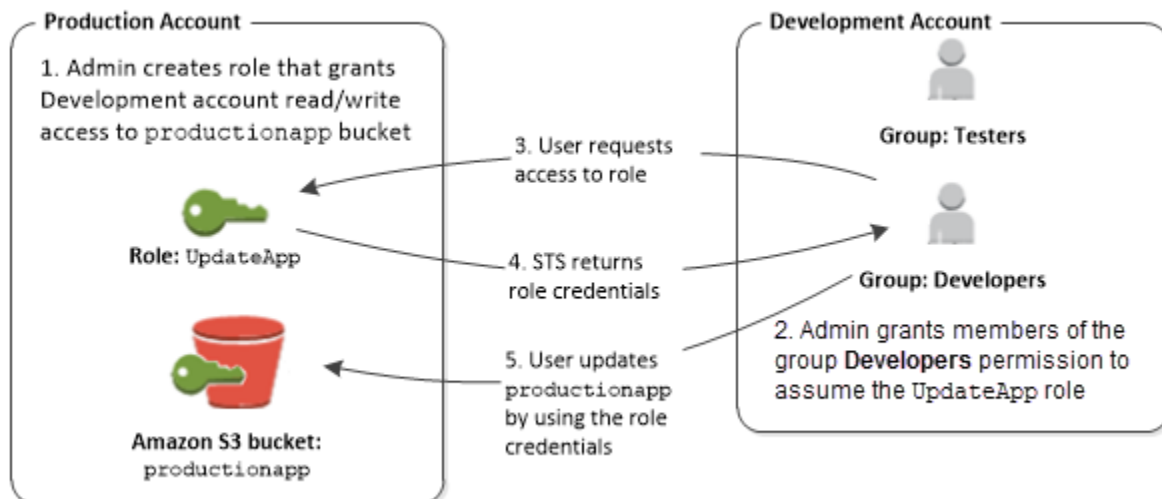 Production Account
1. Admin creates role that grants
Development account read/write
access to productionapp bucket
Role: UpdateApp
Amazon S3 bucket:
productionapp
3. User requests
access to role
4. STS returns
role credentials
5. User updates
productionapp
by using the role
credentials
Development Account
Group: Testers
Group: Developers
2. Admin grants members of the
group Developers permission to
assume the UpdateApp role